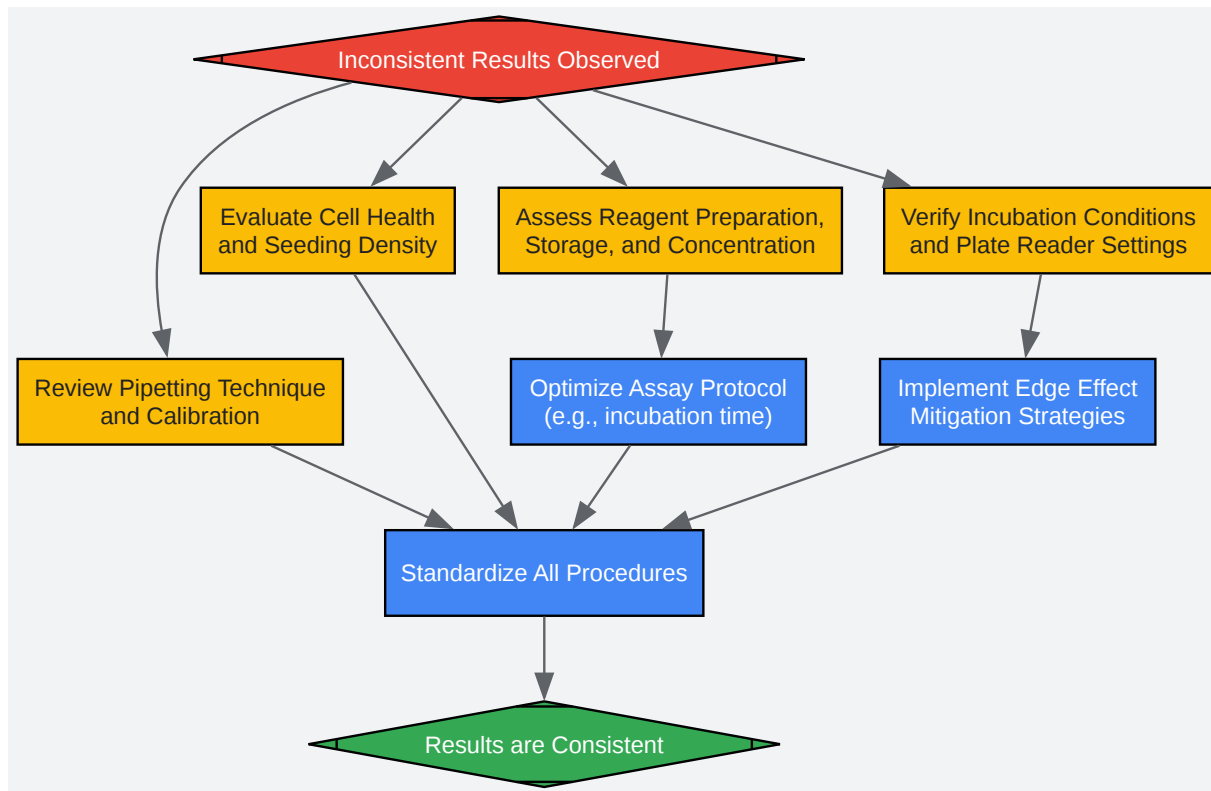 Inconsistent Results Observed
Evaluate Cell Health
and Seeding Density
Assess Reagent Preparation,
Storage, and Concentration
Verify Incubation Conditions
and Plate Reader Settings
Review Pipetting Technique
and Calibration
Optimize Assay Protocol
(e.g., incubation time)
Implement Edge Effect
Mitigation Strategies
Standardize All Procedures
Results are Consistent